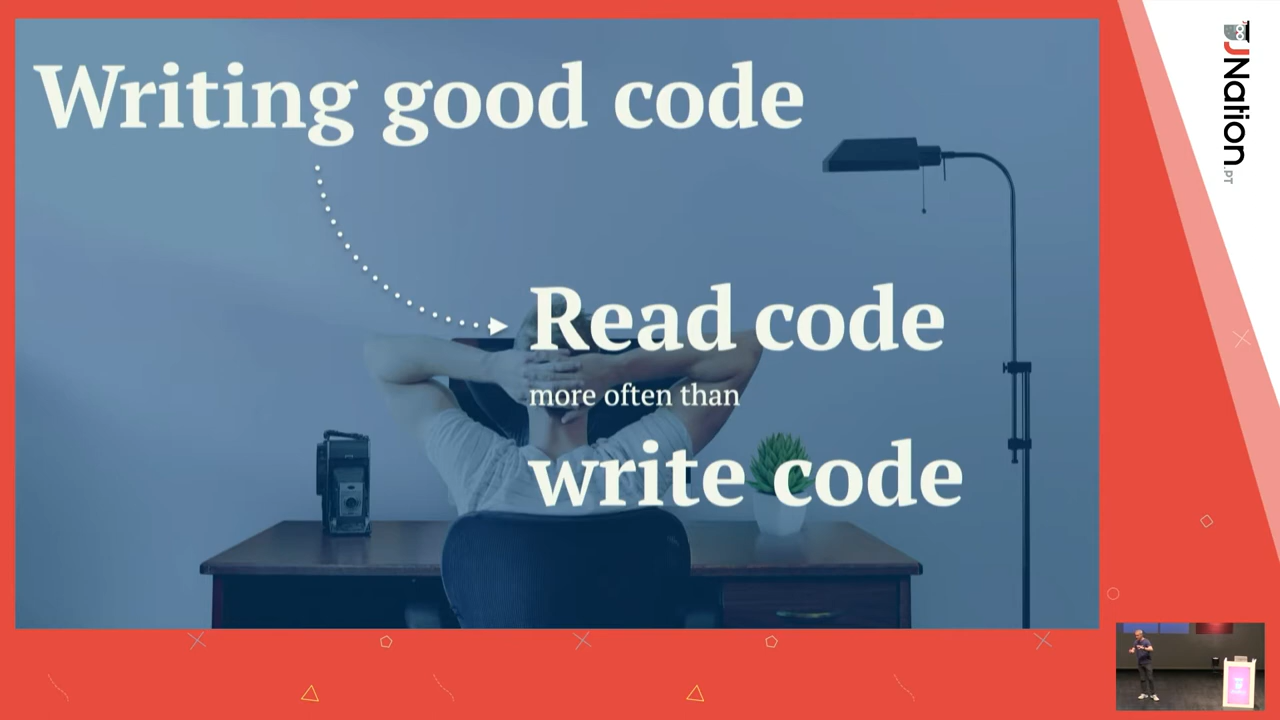 Writing good code
Read code
more often than
write code
JNation.PT